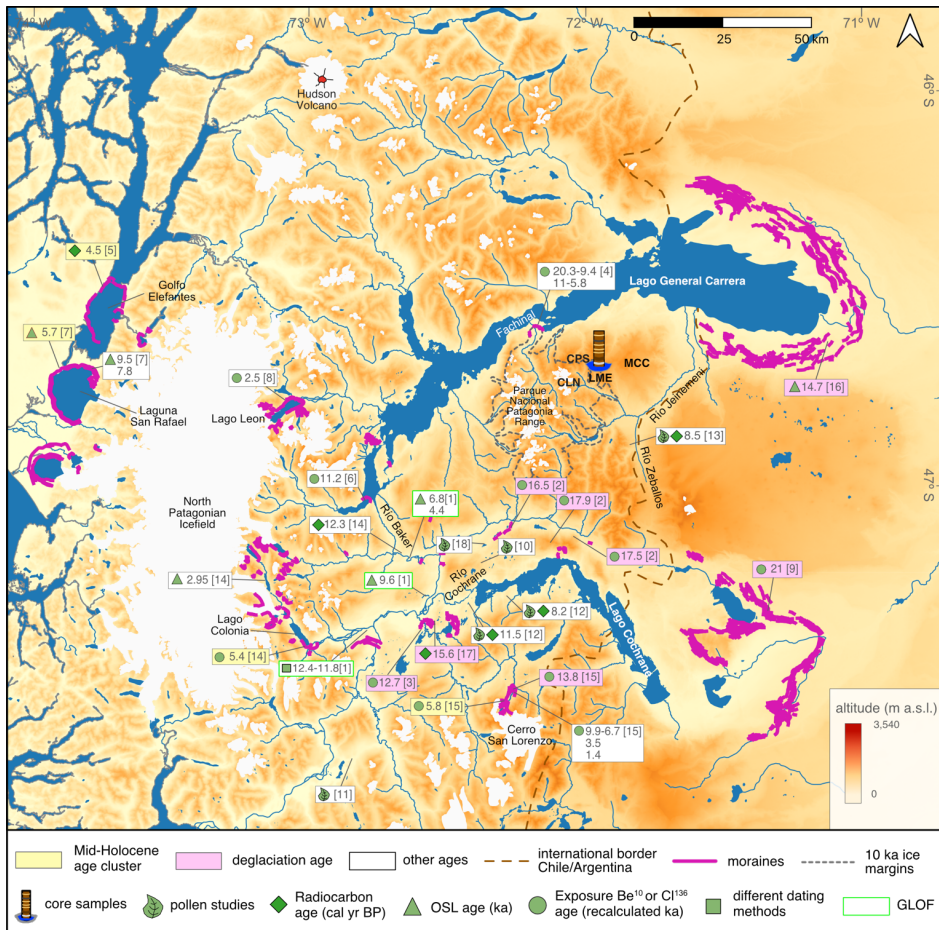 74° W
73° W
72° W
71° W
0
25
50 km
46° S
Hudson
Volcano
4.5 [5]
Golfo
Elefantes
20.3-9.4 [4]
11-5.8
Lago General Carrera
5.7 [7]
9.5 [7]
7.8
Fachinal
CPS
MCC
LME
CLN
2.5 [8]
14.7 [16]
Laguna
San Rafael
Lago Leon
Parque
Nacional
Patagonia
Range
Río Jeinemeni
8.5 [13]
Río Zeballos
47° S
11.2 [6]
16.5 [2]
6.8[1]
4.4
17.9 [2]
North
Patagonian
Icefield
12.3 [14]
Río Baker
[18]
[10]
17.5 [2]
2.95 [14]
9.6 [1]
Río
Cochrane
21 [9]
8.2 [12]
Lago Cochrane
Lago
Colonia
11.5 [12]
5.4 [14]
15.6 [17]
12.4-11.8[1]
12.7 [3]
13.8 [15]
5.8 [15]
Cerro
San Lorenzo
9.9-6.7 [15]
3.5
1.4
altitude (m a.s.l.)
3,540
0
[11]
Mid-Holocene
age cluster
deglaciation age
other ages
international border
Chile/Argentina
moraines
10 ka ice
margins
core samples
pollen studies
Radiocarbon
age (cal yr BP)
OSL age (ka)
Exposure Be¹⁰ or Cl¹³⁶
age (recalculated ka)
different dating
methods
GLOF